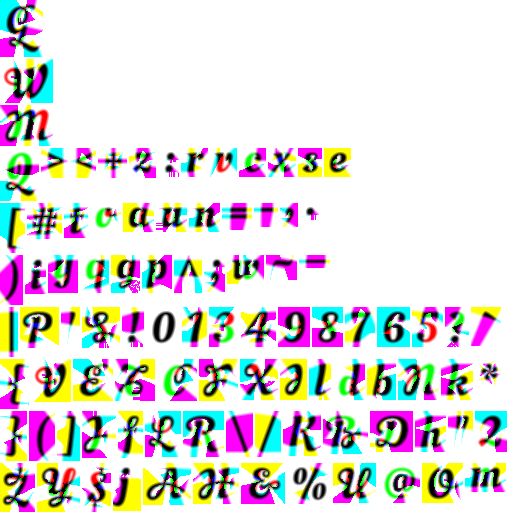 G
W
M
Q > < + z : r v c x s e
[ # t o a u n = - , .
) i y q g p ^ ; w ~
| P ' S ! 0 1 3 4 9 8 7 6 5 ?
{ V E T C F X I l d b N k *
} ( ] J f L R \ / K B D h " 2
Z Y $ j A H & % U @ O m